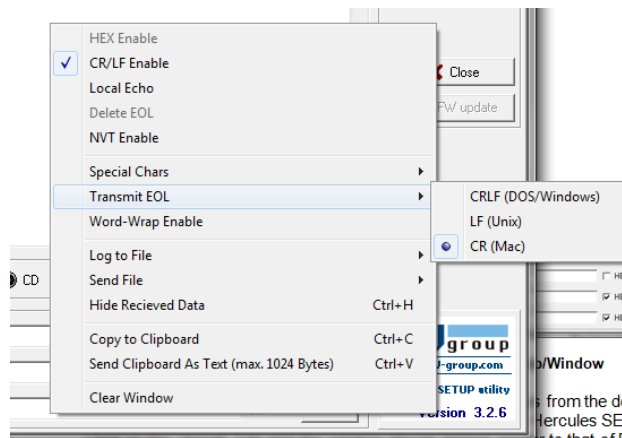 HEX Enable
CR/LF Enable
Local Echo
Delete EOL
NVT Enable
Special Chars
Transmit EOL
Word-Wrap Enable
Log to File
Send File
Hide Recieved Data Ctrl+H
Copy to Clipboard Ctrl+C
Send Clipboard As Text (max. 1024 Bytes) Ctrl+V
Clear Window
CRLF (DOS/Windows)
LF (Unix)
CR (Mac)
Close
FW update
CD
group
-group.com
SETUP utility
Version 3.2.6
/Window
from the
Hercules SE